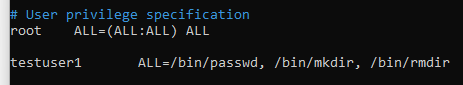 # User privilege specification
root    ALL=(ALL:ALL) ALL
testuser1       ALL=/bin/passwd, /bin/mkdir, /bin/rmdir